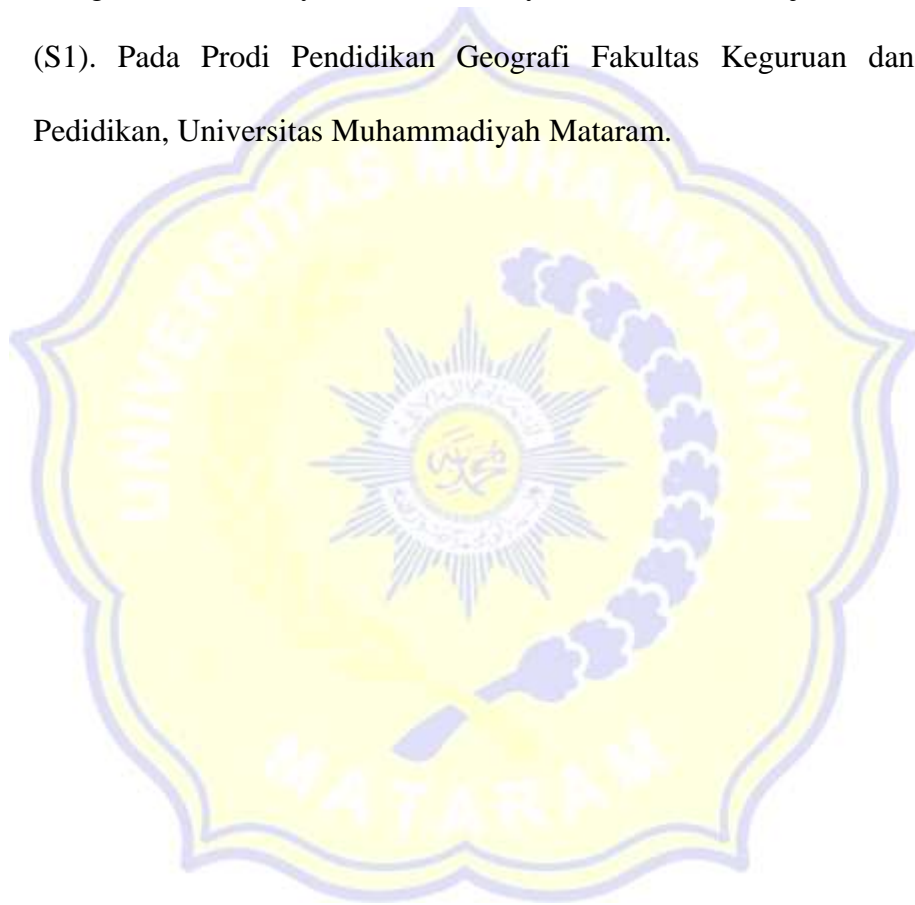 (S1). Pada Prodi Pendidikan Geografi Fakultas Keguruan dan
Pedidikan, Universitas Muhammadiyah Mataram.
UNIVERSITAS MUHAMMADIYAH
MATARAM